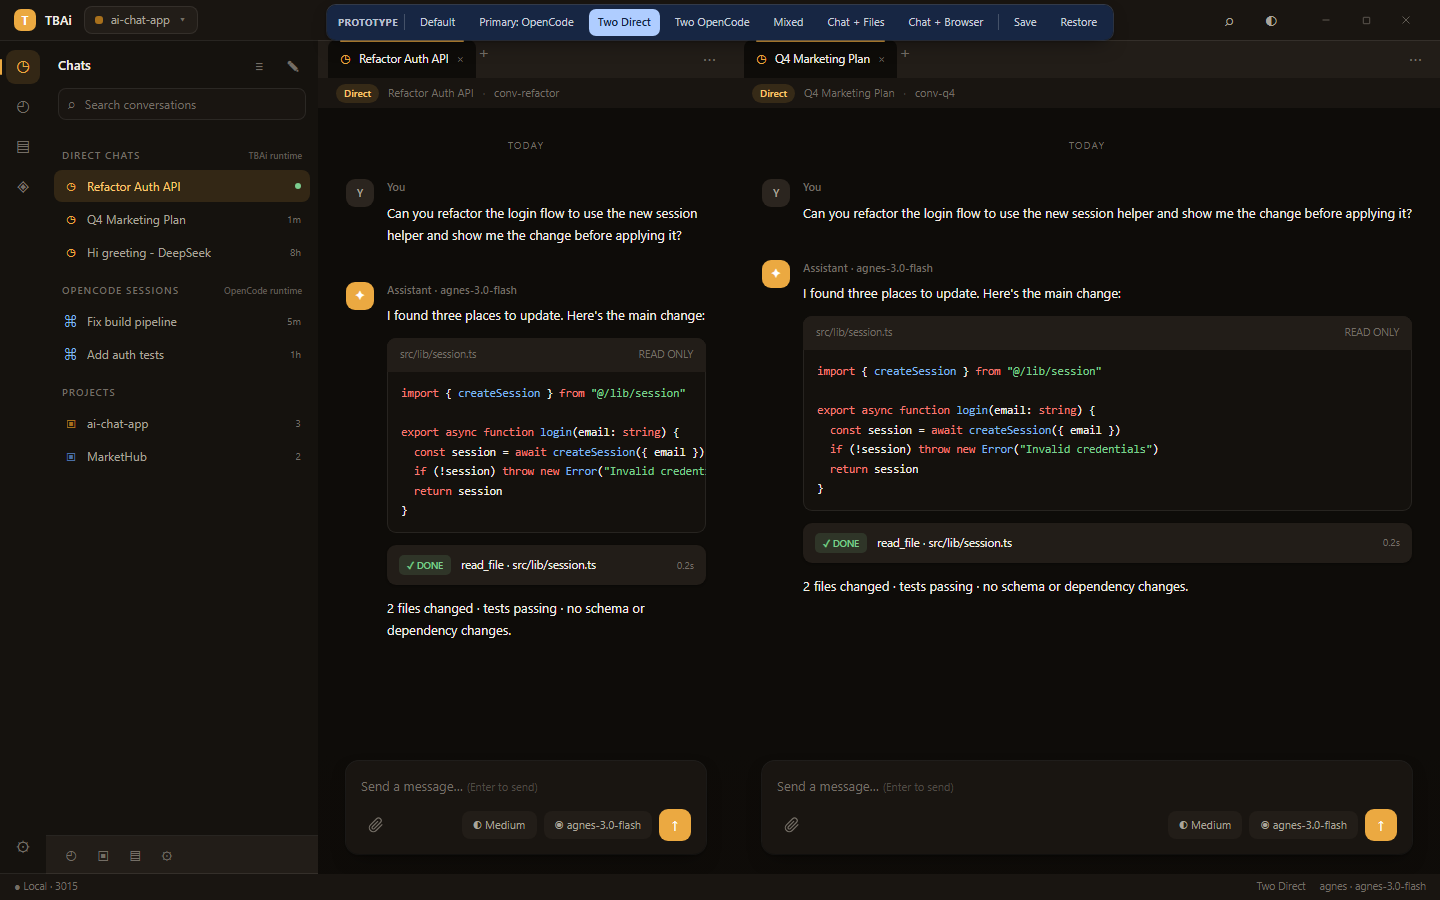 T TBAi ai-chat-app
PROTOTYPE Default Primary: OpenCode Two Direct Two OpenCode Mixed Chat + Files Chat + Browser Save Restore
Chats
Search conversations
DIRECT CHATS TBAi runtime
Refactor Auth API
Q4 Marketing Plan 1m
Hi greeting - DeepSeek 8h
OPENCODE SESSIONS OpenCode runtime
Fix build pipeline 5m
Add auth tests 1h
PROJECTS
ai-chat-app 3
MarketHub 2
Refactor Auth API × + ...
Direct Refactor Auth API · conv-refactor
TODAY
Y You
Can you refactor the login flow to use the new session
helper and show me the change before applying it?
Assistant · agnes-3.0-flash
I found three places to update. Here's the main change:
src/lib/session.ts READ ONLY
import { createSession } from "@/lib/session"
export async function login(email: string) {
const session = await createSession({ email })
if (!session) throw new Error("Invalid credent
return session
}
✓ DONE read_file · src/lib/session.ts 0.2s
2 files changed · tests passing · no schema or
dependency changes.
Send a message... (Enter to send)
Medium agnes-3.0-flash ↑
Q4 Marketing Plan × + ...
Direct Q4 Marketing Plan · conv-q4
TODAY
Y You
Can you refactor the login flow to use the new session helper and show me the change before applying it?
Assistant · agnes-3.0-flash
I found three places to update. Here's the main change:
src/lib/session.ts READ ONLY
import { createSession } from "@/lib/session"
export async function login(email: string) {
const session = await createSession({ email })
if (!session) throw new Error("Invalid credentials")
return session
}
✓ DONE read_file · src/lib/session.ts 0.2s
2 files changed · tests passing · no schema or dependency changes.
Send a message... (Enter to send)
Medium agnes-3.0-flash ↑
● Local · 3015 Two Direct agnes · agnes-3.0-flash